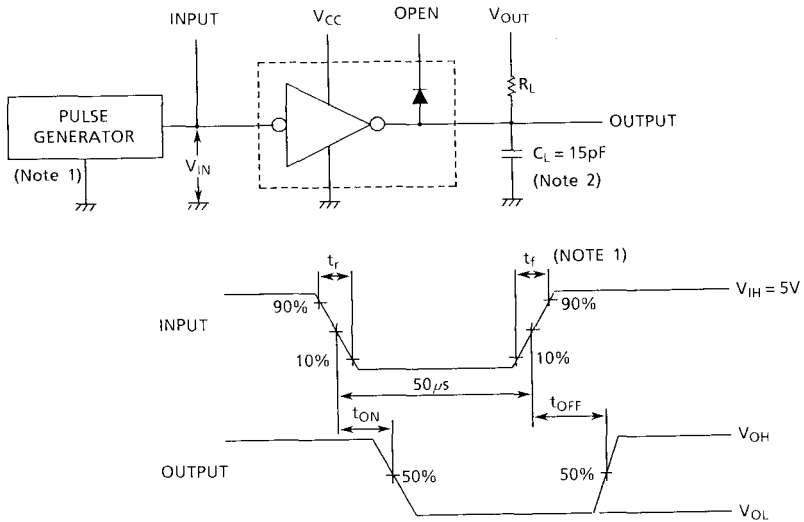 INPUT
VCC
OPEN
VOUT
RL
PULSE
GENERATOR
OUTPUT
(Note 1)
VIN
CL = 15pF
(Note 2)
tr
tf
(NOTE 1)
90%
90%
VIH = 5V
INPUT
10%
10%
50μs
tON
tOFF
VOH
OUTPUT
50%
50%
VOL